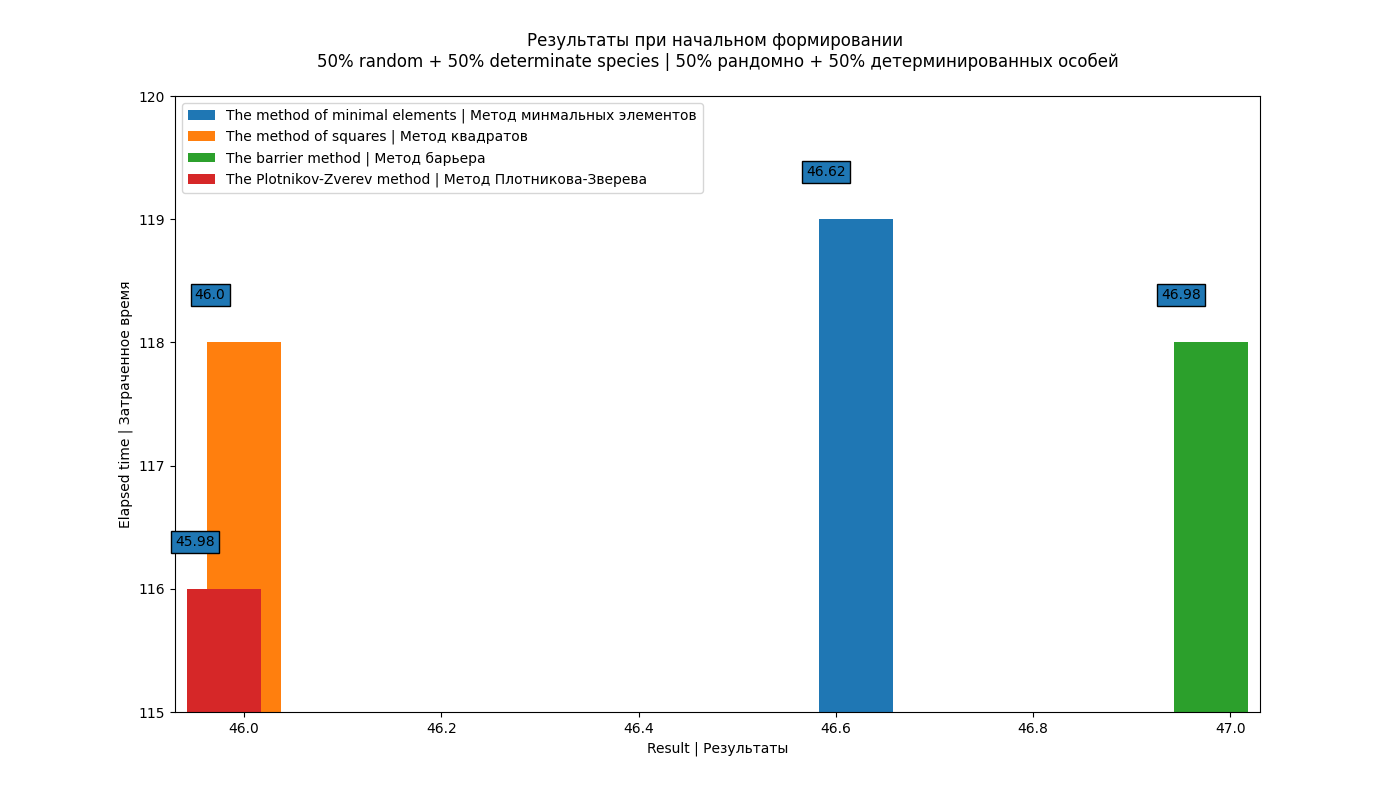 Результаты при начальном формировании
50% random + 50% determinate species | 50% рандомно + 50% детерминированных особей
120
119
118
117
116
115
Elapsed time | Затраченное время
The method of minimal elements | Метод минмальных элементов
The method of squares | Метод квадратов
The barrier method | Метод барьера
The Plotnikov-Zverev method | Метод Плотникова-Зверева
46.62
46.0
46.98
45.98
46.0 46.2 46.4 46.6 46.8 47.0
Result | Результаты